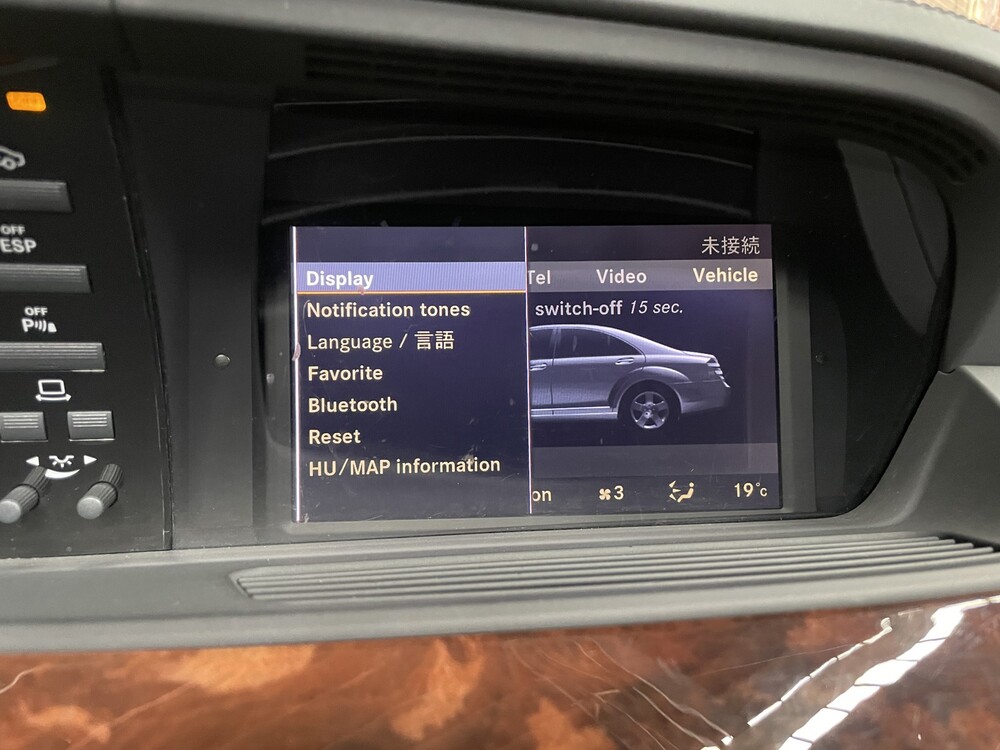 OFF
ESP
OFF
P
未接続
Display
Tel Video Vehicle
Notification tones
switch-off 15 sec.
Language / 言語
Favorite
Bluetooth
Reset
HU/MAP information
on 3 19°c